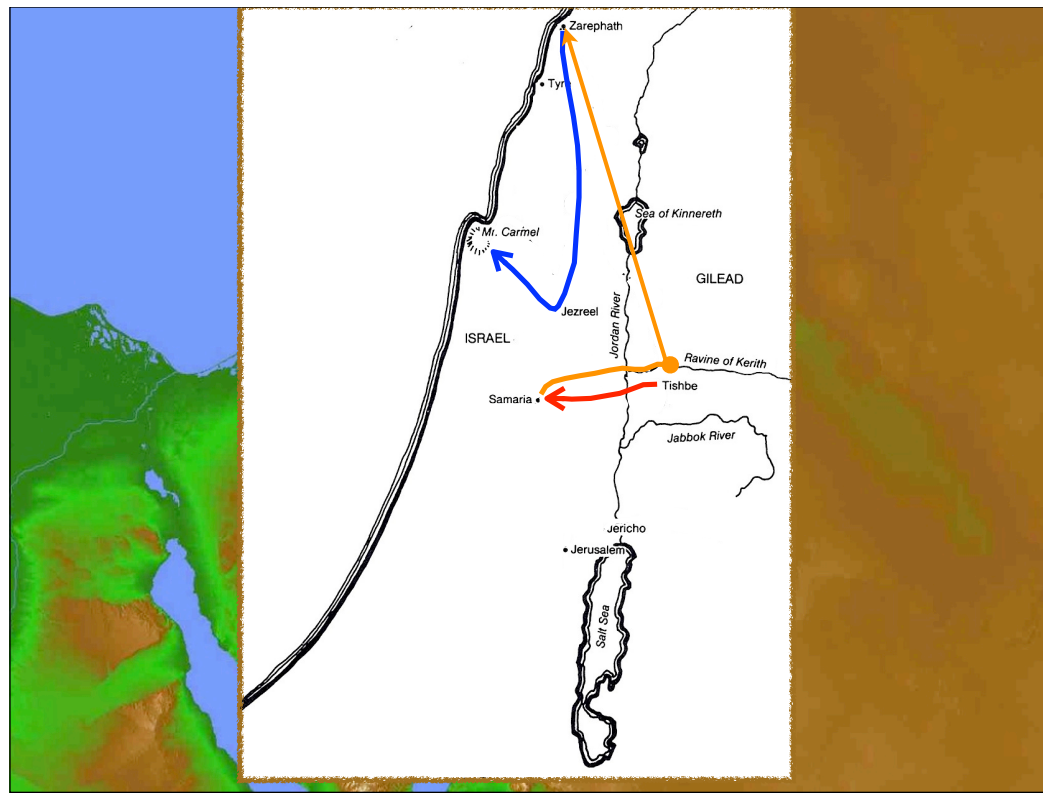 Zarephath
Tyre
Sea of Kinnereth
Mt. Carmel
GILEAD
Jezreel
Jordan River
ISRAEL
Ravine of Kerith
Tishbe
Samaria
Jabbok River
Jericho
Jerusalem
Salt Sea